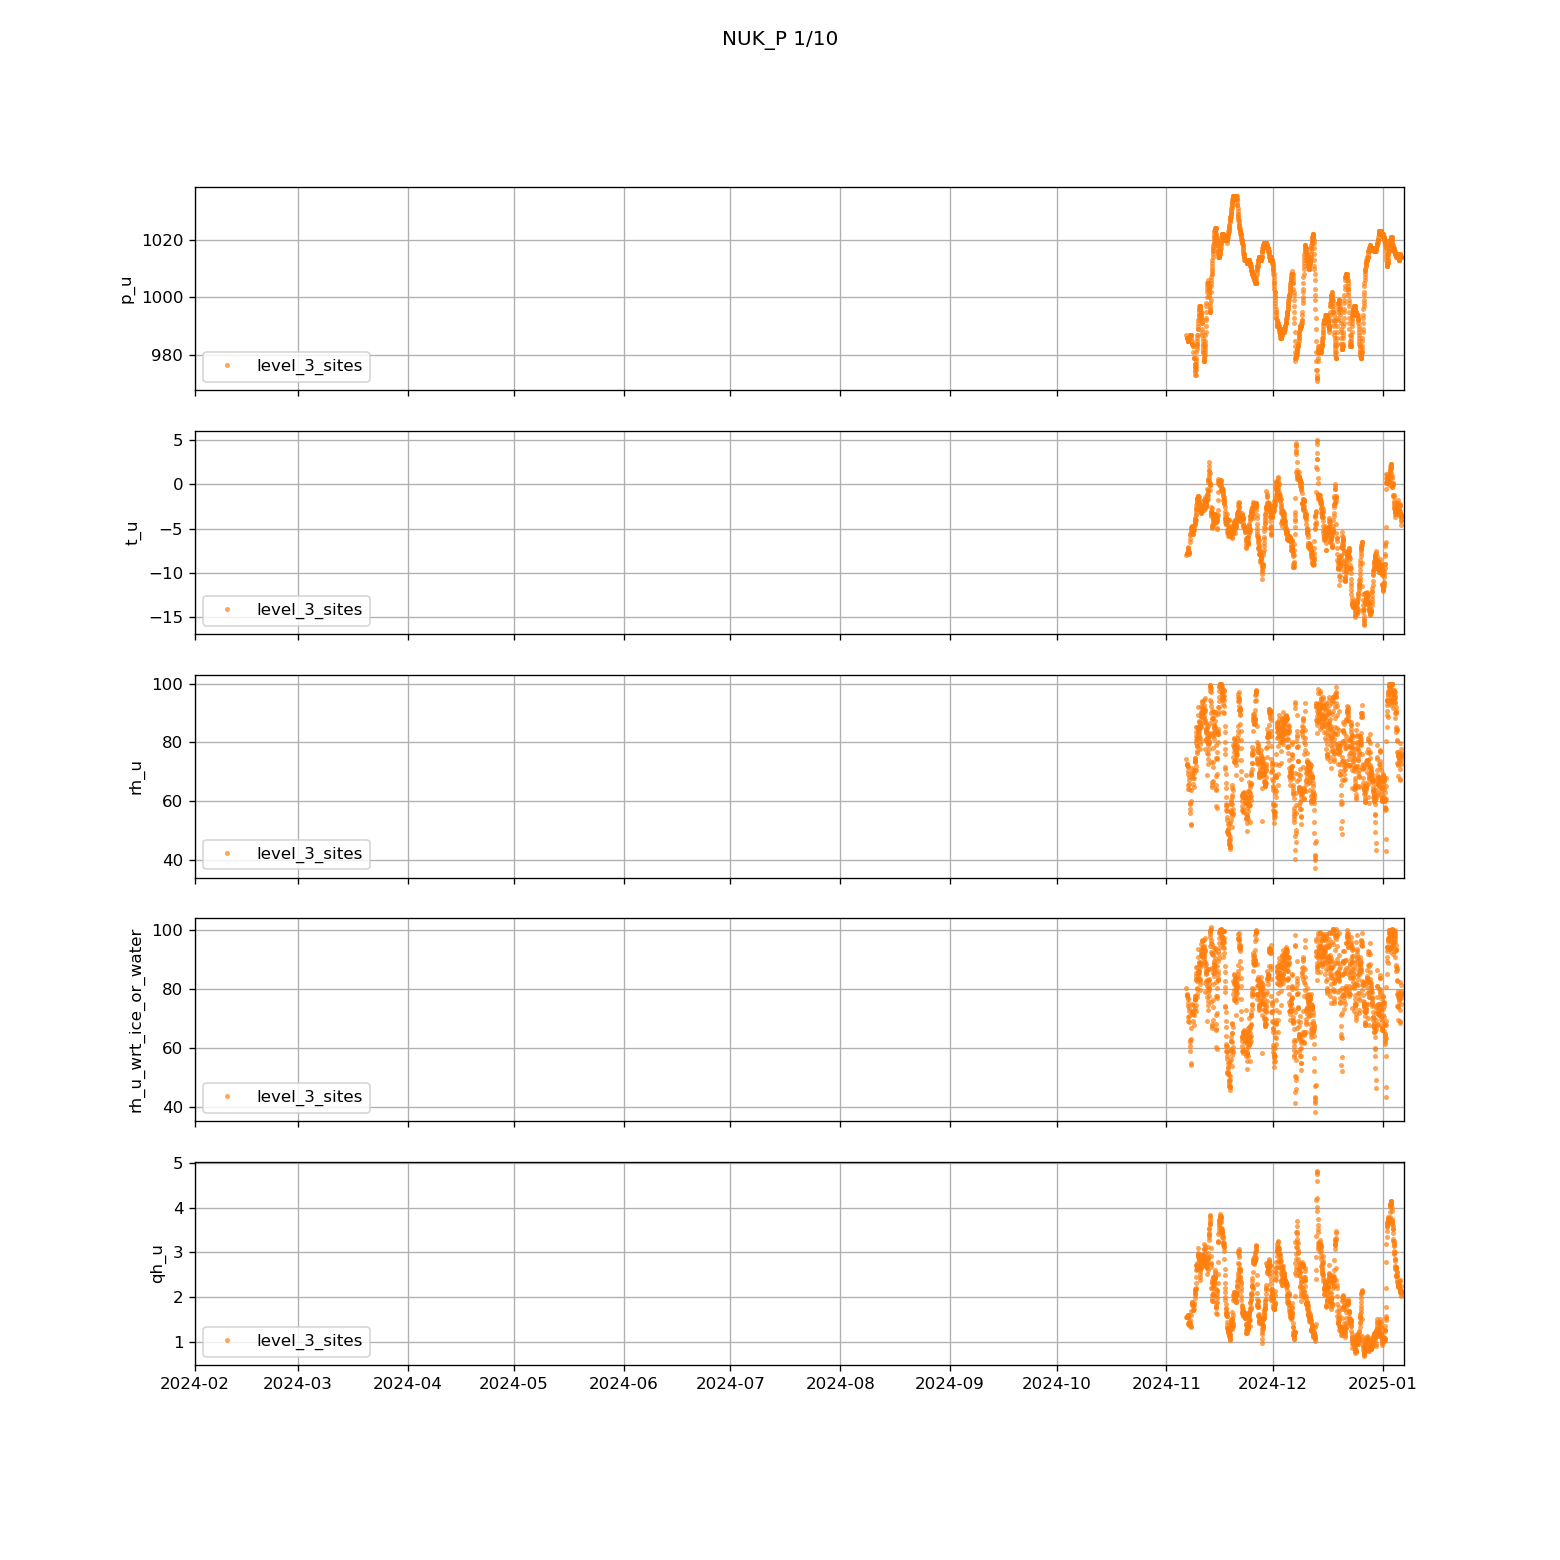 NUK_P 1/10
1020
1000
980
p_u
level_3_sites
5
0
−5
−10
−15
t_u
level_3_sites
100
80
60
40
rh_u
level_3_sites
100
80
60
40
rh_u_wrt_ice_or_water
level_3_sites
5
4
3
2
1
qh_u
level_3_sites
2024-02 2024-03 2024-04 2024-05 2024-06 2024-07 2024-08 2024-09 2024-10 2024-11 2024-12 2025-01